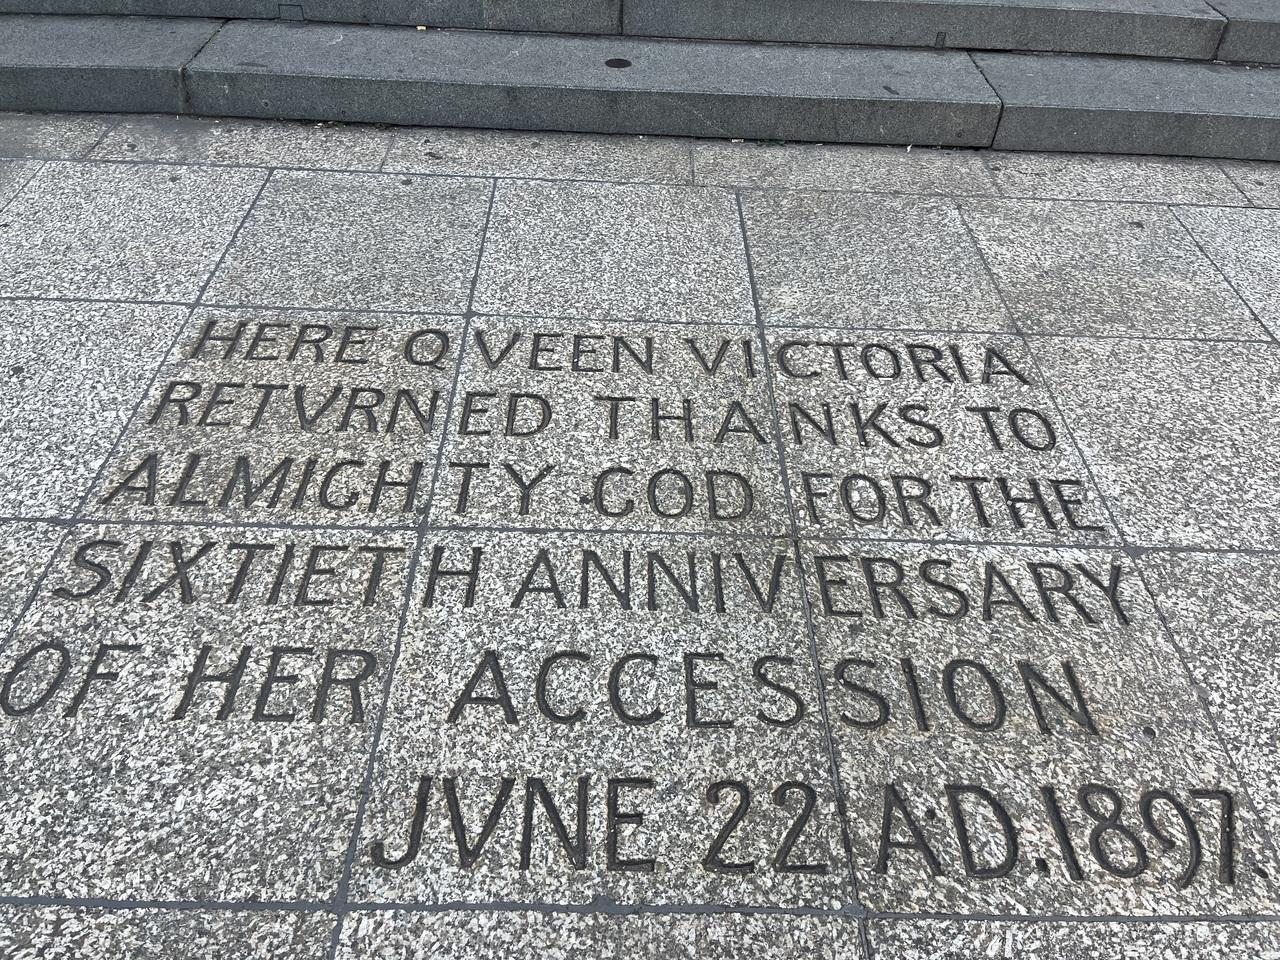 HERE QVEEN VICTORIA
RETVRNED THANKS TO
ALMIGHTY GOD FOR THE
SIXTIETH ANNIVERSARY
OF HER ACCESSION
JVNE 22 A·D.1897.